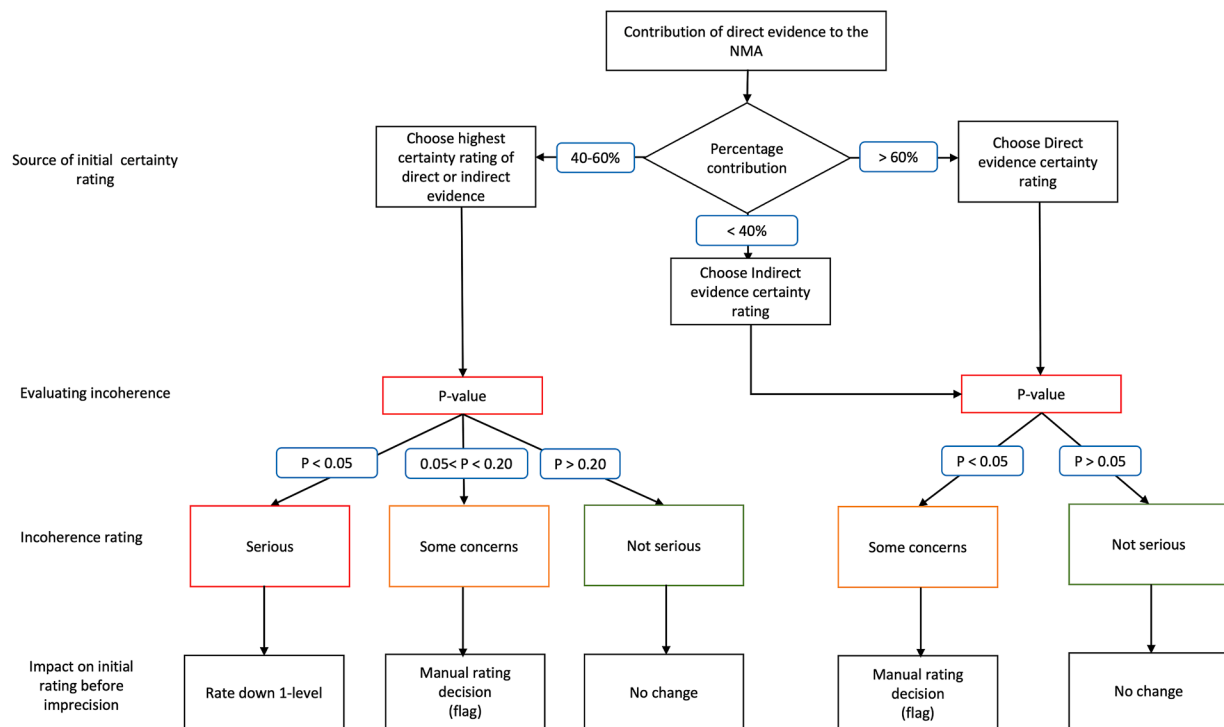 Contribution of direct evidence to the
NMA
Source of initial certainty
rating
Choose highest
certainty rating of
direct or indirect
evidence
40-60%
Percentage
contribution
> 60%
Choose Direct
evidence certainty
rating
< 40%
Choose Indirect
evidence certainty
rating
Evaluating incoherence
P-value
P-value
P < 0.05
0.05< P < 0.20
P > 0.20
P < 0.05
P > 0.05
Incoherence rating
Serious
Some concerns
Not serious
Some concerns
Not serious
Impact on initial
rating before
imprecision
Rate down 1-level
Manual rating
decision
(flag)
No change
Manual rating
decision
(flag)
No change